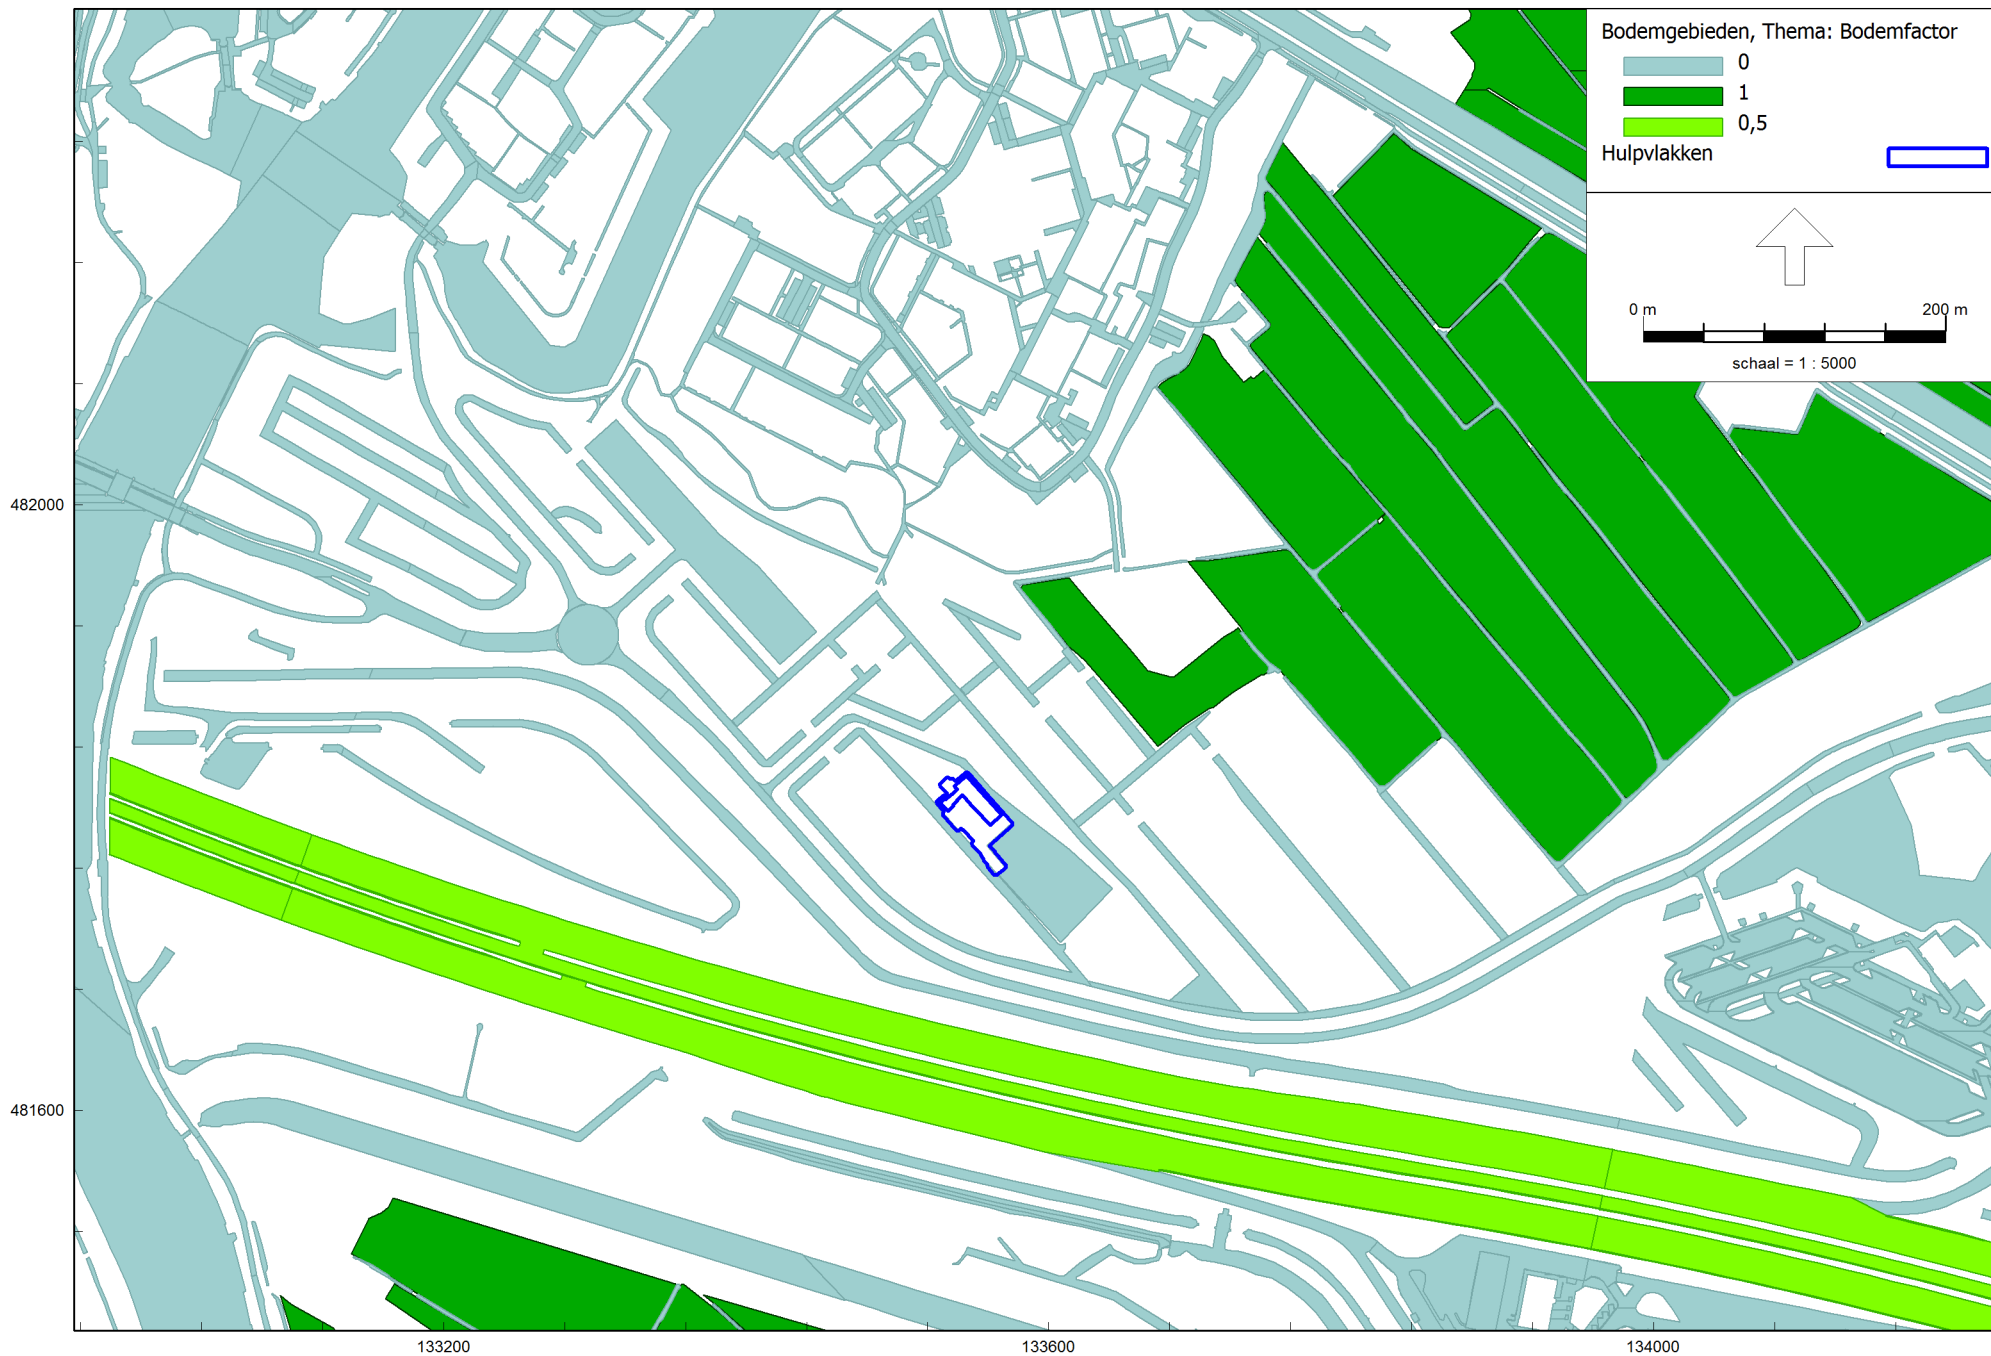 Bodemgebieden, Thema: Bodemfactor
0
1
0,5
Hulpvlakken
0 m 200 m
schaal = 1 : 5000
482000
481600
133200 133600 134000